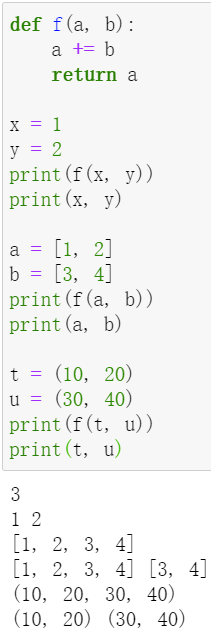 def f(a, b):
    a += b
    return a

x = 1
y = 2
print(f(x, y))
print(x, y)

a = [1, 2]
b = [3, 4]
print(f(a, b))
print(a, b)

t = (10, 20)
u = (30, 40)
print(f(t, u))
print(t, u)

3
1 2
[1, 2, 3, 4]
[1, 2, 3, 4] [3, 4]
(10, 20, 30, 40)
(10, 20) (30, 40)